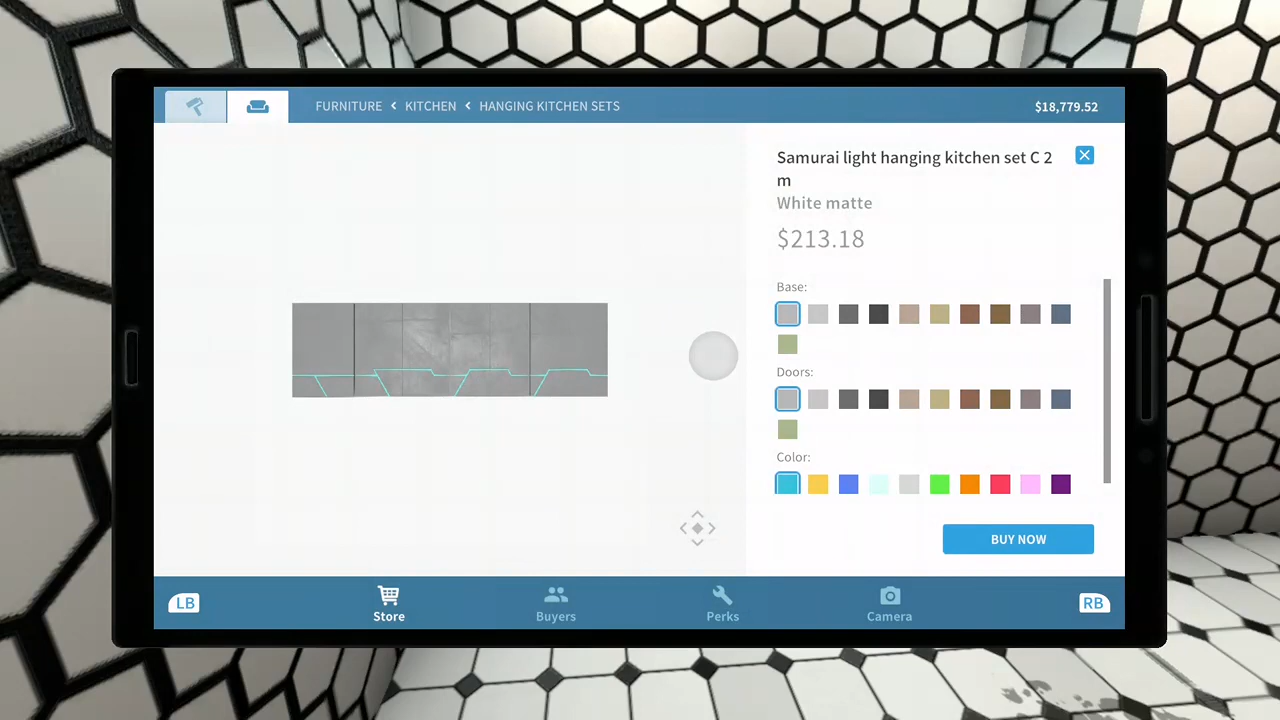 FURNITURE < KITCHEN < HANGING KITCHEN SETS
$18,779.52
Samurai light hanging kitchen set C 2
m
White matte
$213.18
Base:
Doors:
Color:
BUY NOW
LB
Store
Buyers
Perks
Camera
RB